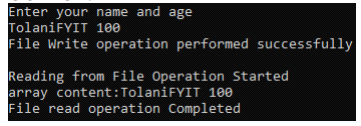 Enter your name and age
TolaniFYIT 100
File Write operation performed successfully
Reading from File Operation Started
array content:TolaniFYIT 100
File read operation Completed